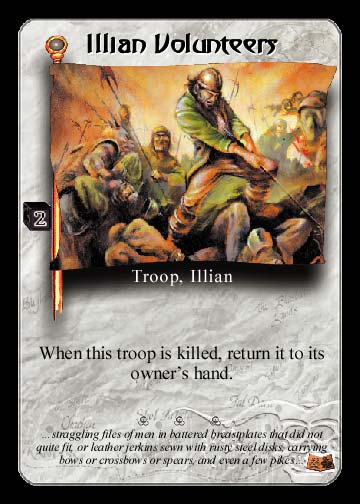 Illian Volunteers
2
Troop, Illian
When this troop is killed, return it to its
owner's hand.
...straggling files of men in battered breastplates that did not
quite fit, or leather jerkins sewn with rusty steel disks, carrying
bows or crossbows or spears, and even a few pikes...